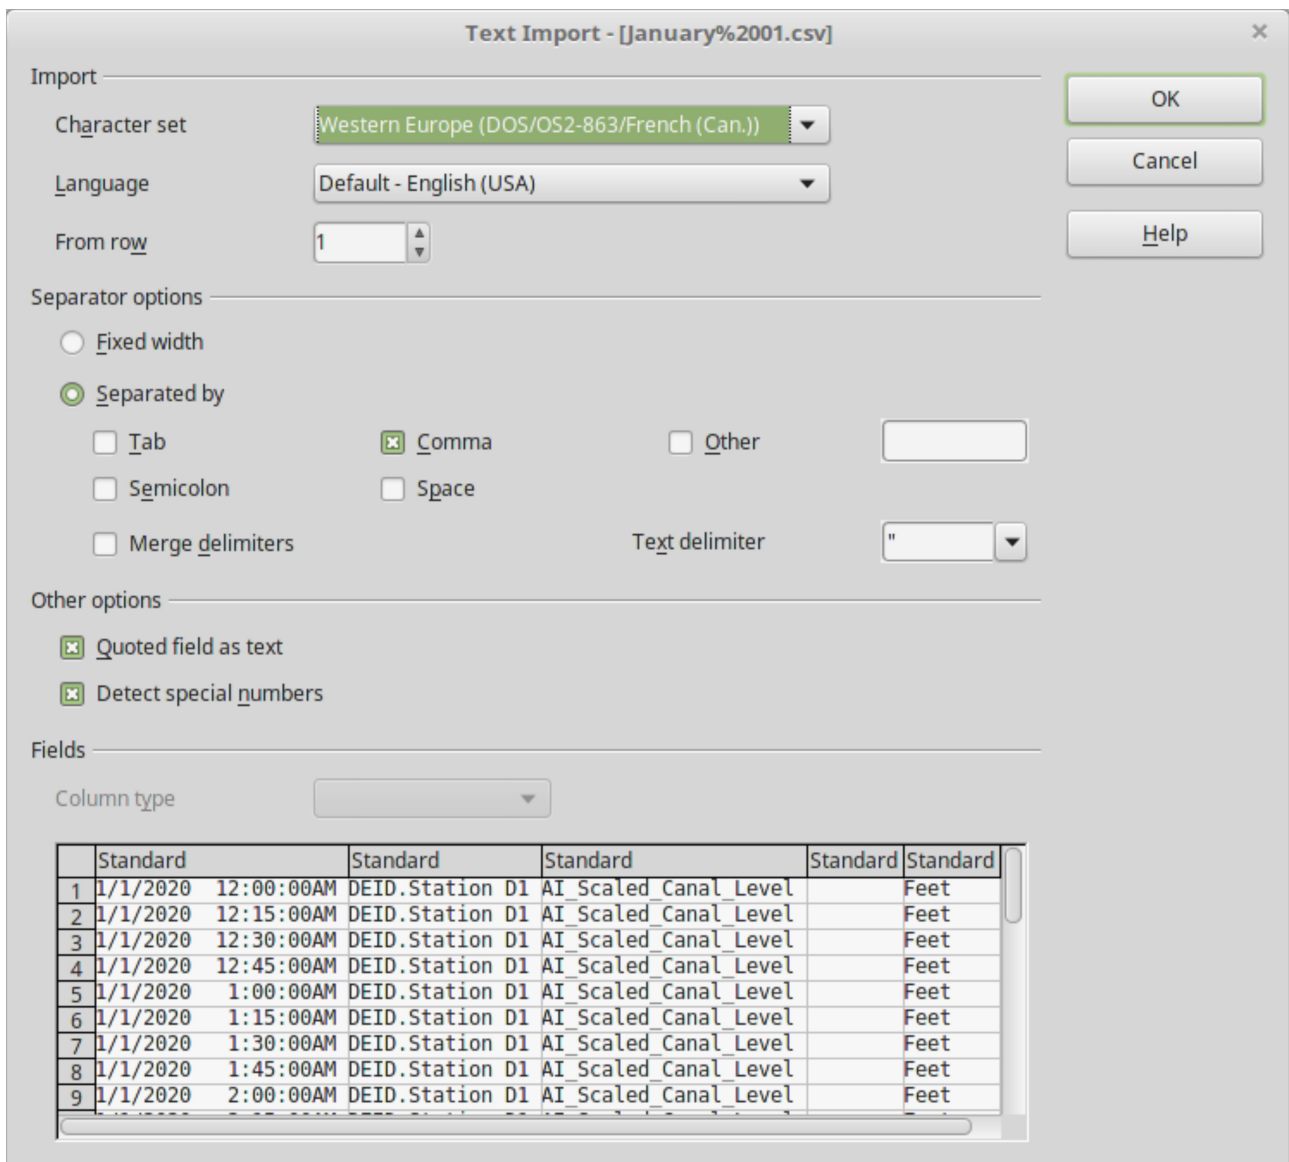 Text Import - [January%2001.csv]
Import
Character set
Western Europe (DOS/OS2-863/French (Can.))
OK
Language
Default - English (USA)
Cancel
From row
1
Help
Separator options
Fixed width
Separated by
Tab
Comma
Other
Semicolon
Space
Merge delimiters
Text delimiter
"
Other options
Quoted field as text
Detect special numbers
Fields
Column type
Standard Standard Standard Standard Standard
1 1/1/2020 12:00:00AM DEID.Station D1 AI_Scaled_Canal_Level Feet
2 1/1/2020 12:15:00AM DEID.Station D1 AI_Scaled_Canal_Level Feet
3 1/1/2020 12:30:00AM DEID.Station D1 AI_Scaled_Canal_Level Feet
4 1/1/2020 12:45:00AM DEID.Station D1 AI_Scaled_Canal_Level Feet
5 1/1/2020 1:00:00AM DEID.Station D1 AI_Scaled_Canal_Level Feet
6 1/1/2020 1:15:00AM DEID.Station D1 AI_Scaled_Canal_Level Feet
7 1/1/2020 1:30:00AM DEID.Station D1 AI_Scaled_Canal_Level Feet
8 1/1/2020 1:45:00AM DEID.Station D1 AI_Scaled_Canal_Level Feet
9 1/1/2020 2:00:00AM DEID.Station D1 AI_Scaled_Canal_Level Feet